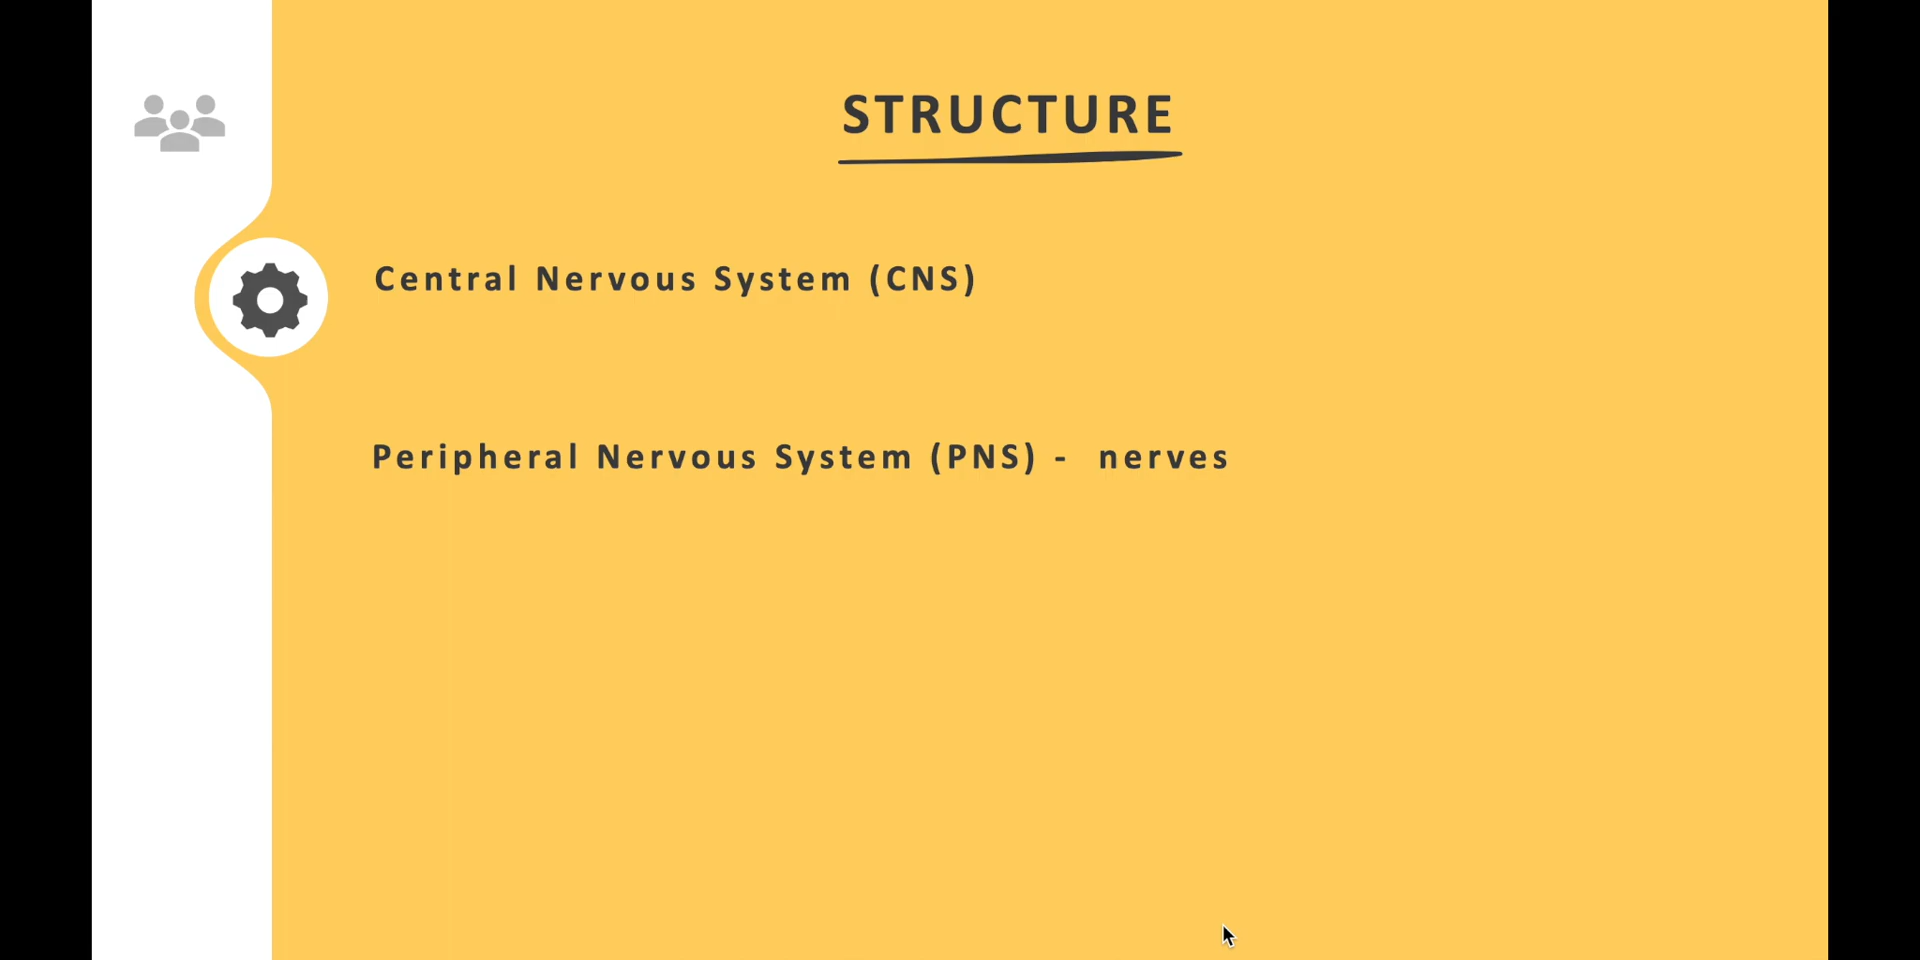 STRUCTURE
Central Nervous System (CNS)
Peripheral Nervous System (PNS) - nerves